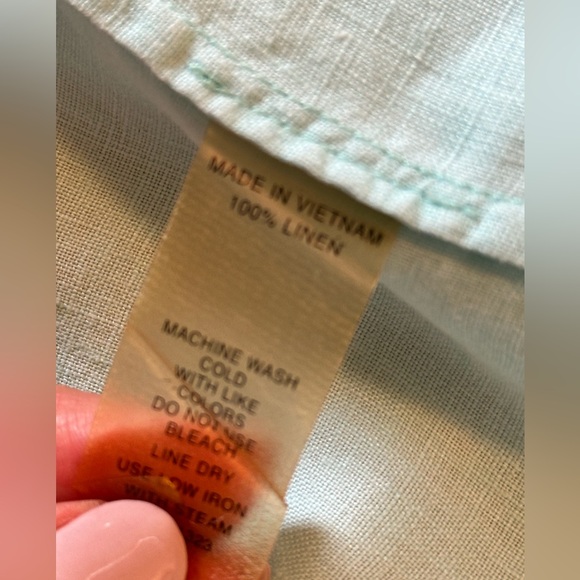 MADE IN VIETNAM
100% LINEN
MACHINE WASH
COLD
WITH LIKE
COLORS
DO NOT USE
BLEACH
LINE DRY
USE LOW IRON
WITH STEAM